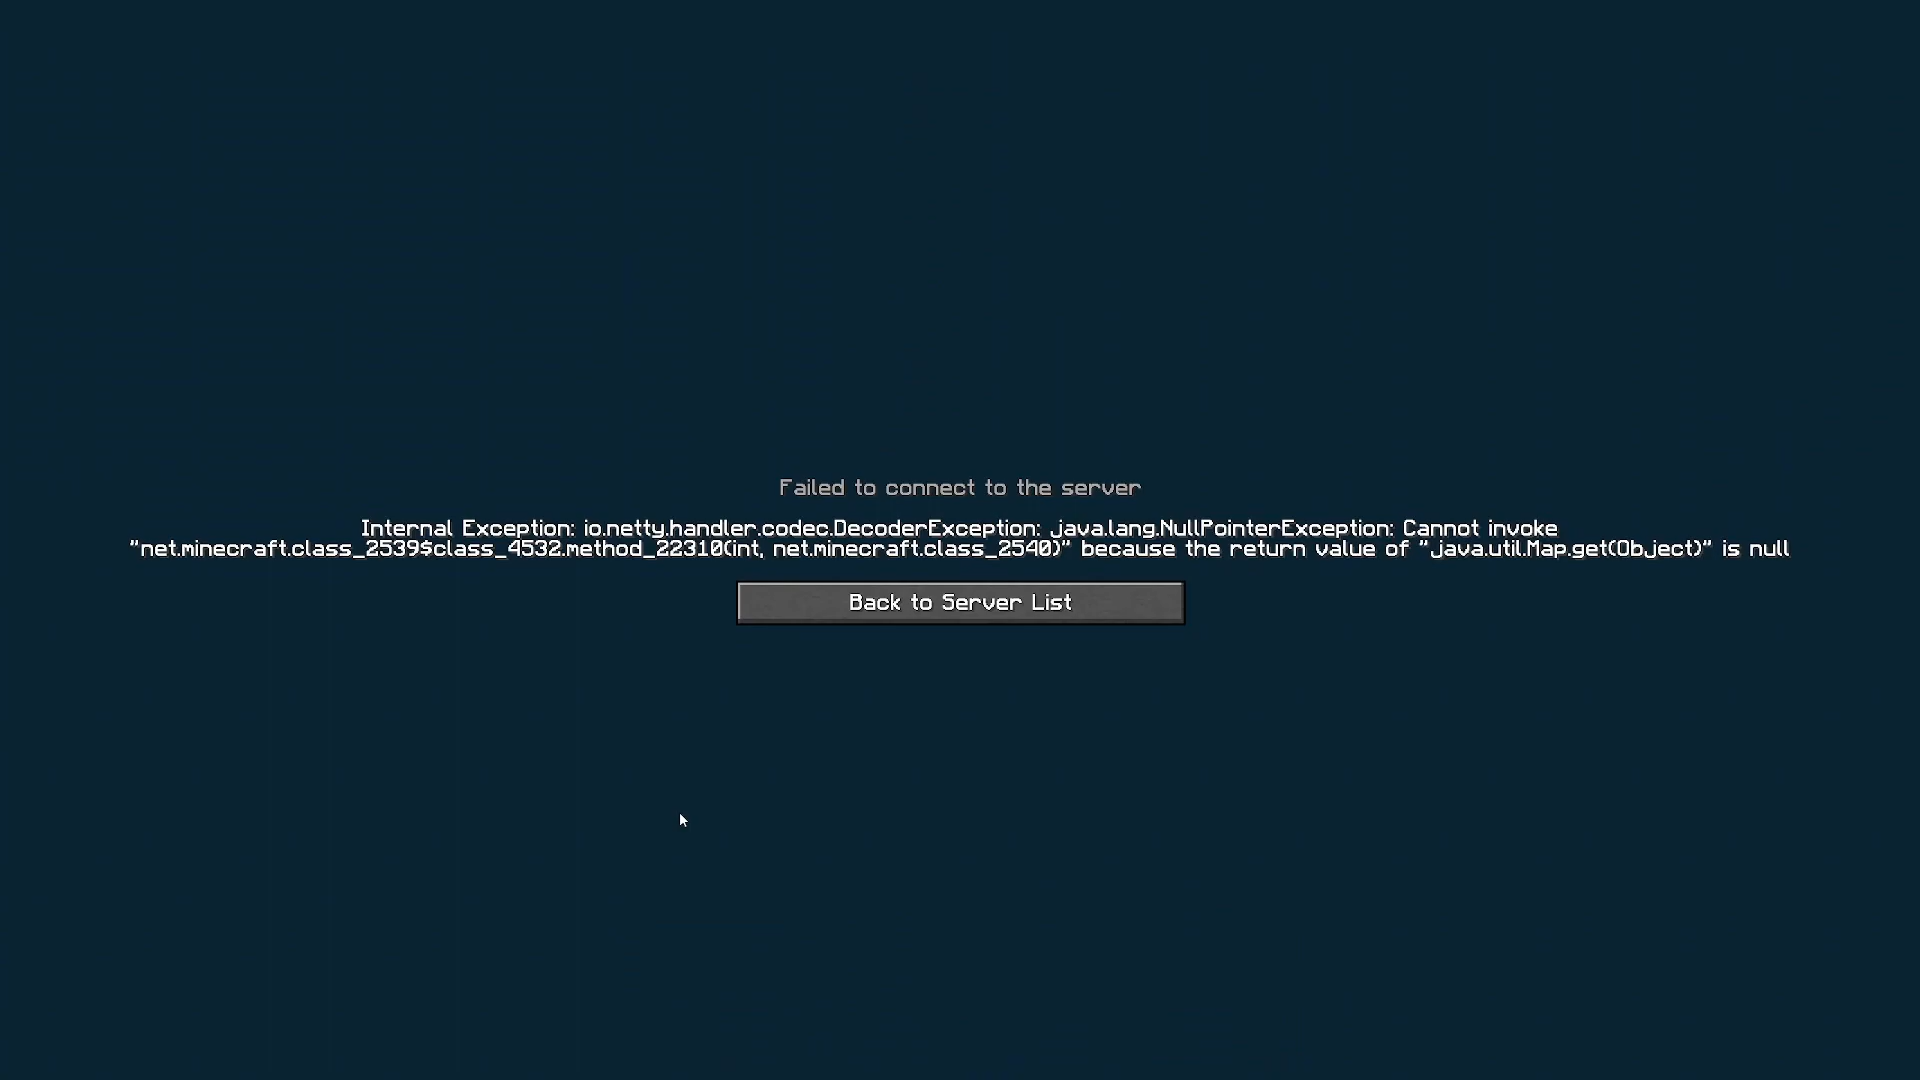 Failed to connect to the server
Internal Exception: io.netty.handler.codec.DecoderException: java.lang.NullPointerException: Cannot invoke
"net.minecraft.class_2539$class_4532.method_22310(int, net.minecraft.class_2540)" because the return value of "java.util.Map.get(Object)" is null
Back to Server List